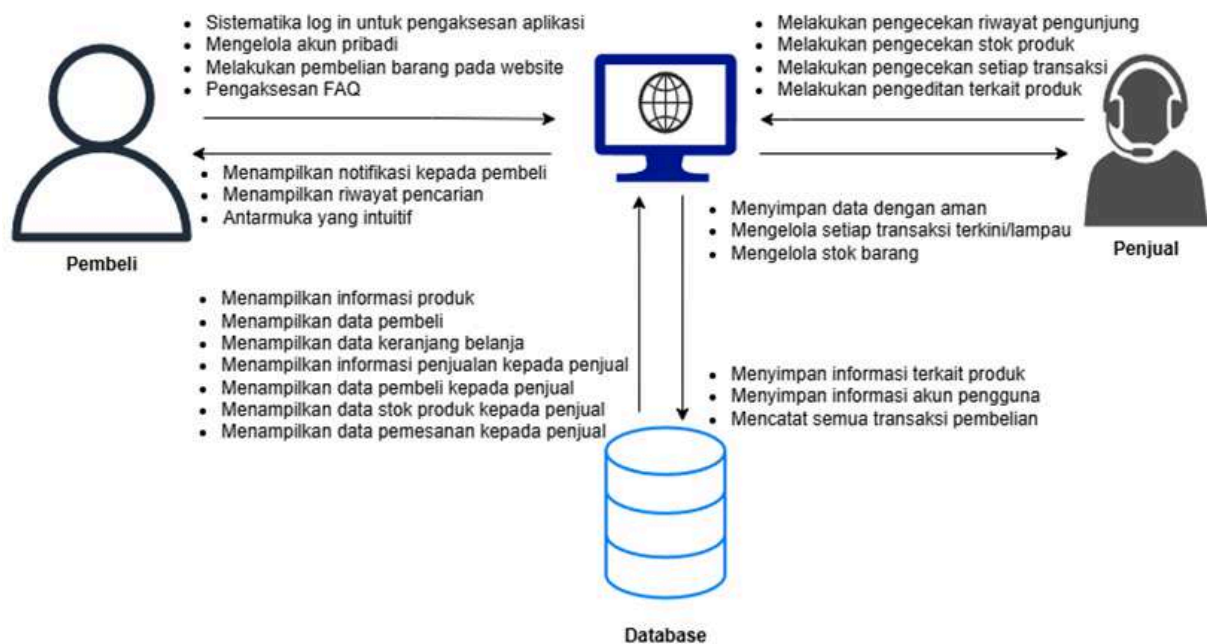 Sistematika log in untuk pengaksesan aplikasi
Mengelola akun pribadi
Melakukan pembelian barang pada website
Pengaksesan FAQ
Melakukan pengecekan riwayat pengunjung
Melakukan pengecekan stok produk
Melakukan pengecekan setiap transaksi
Melakukan pengeditan terkait produk
Menampilkan notifikasi kepada pembeli
Menampilkan riwayat pencarian
Antarmuka yang intuitif
Menyimpan data dengan aman
Mengelola setiap transaksi terkini/lampau
Mengelola stok barang
Pembeli
Penjual
Menampilkan informasi produk
Menampilkan data pembeli
Menampilkan data keranjang belanja
Menampilkan informasi penjualan kepada penjual
Menampilkan data pembeli kepada penjual
Menampilkan data stok produk kepada penjual
Menampilkan data pemesanan kepada penjual
Menyimpan informasi terkait produk
Menyimpan informasi akun pengguna
Mencatat semua transaksi pembelian
Database